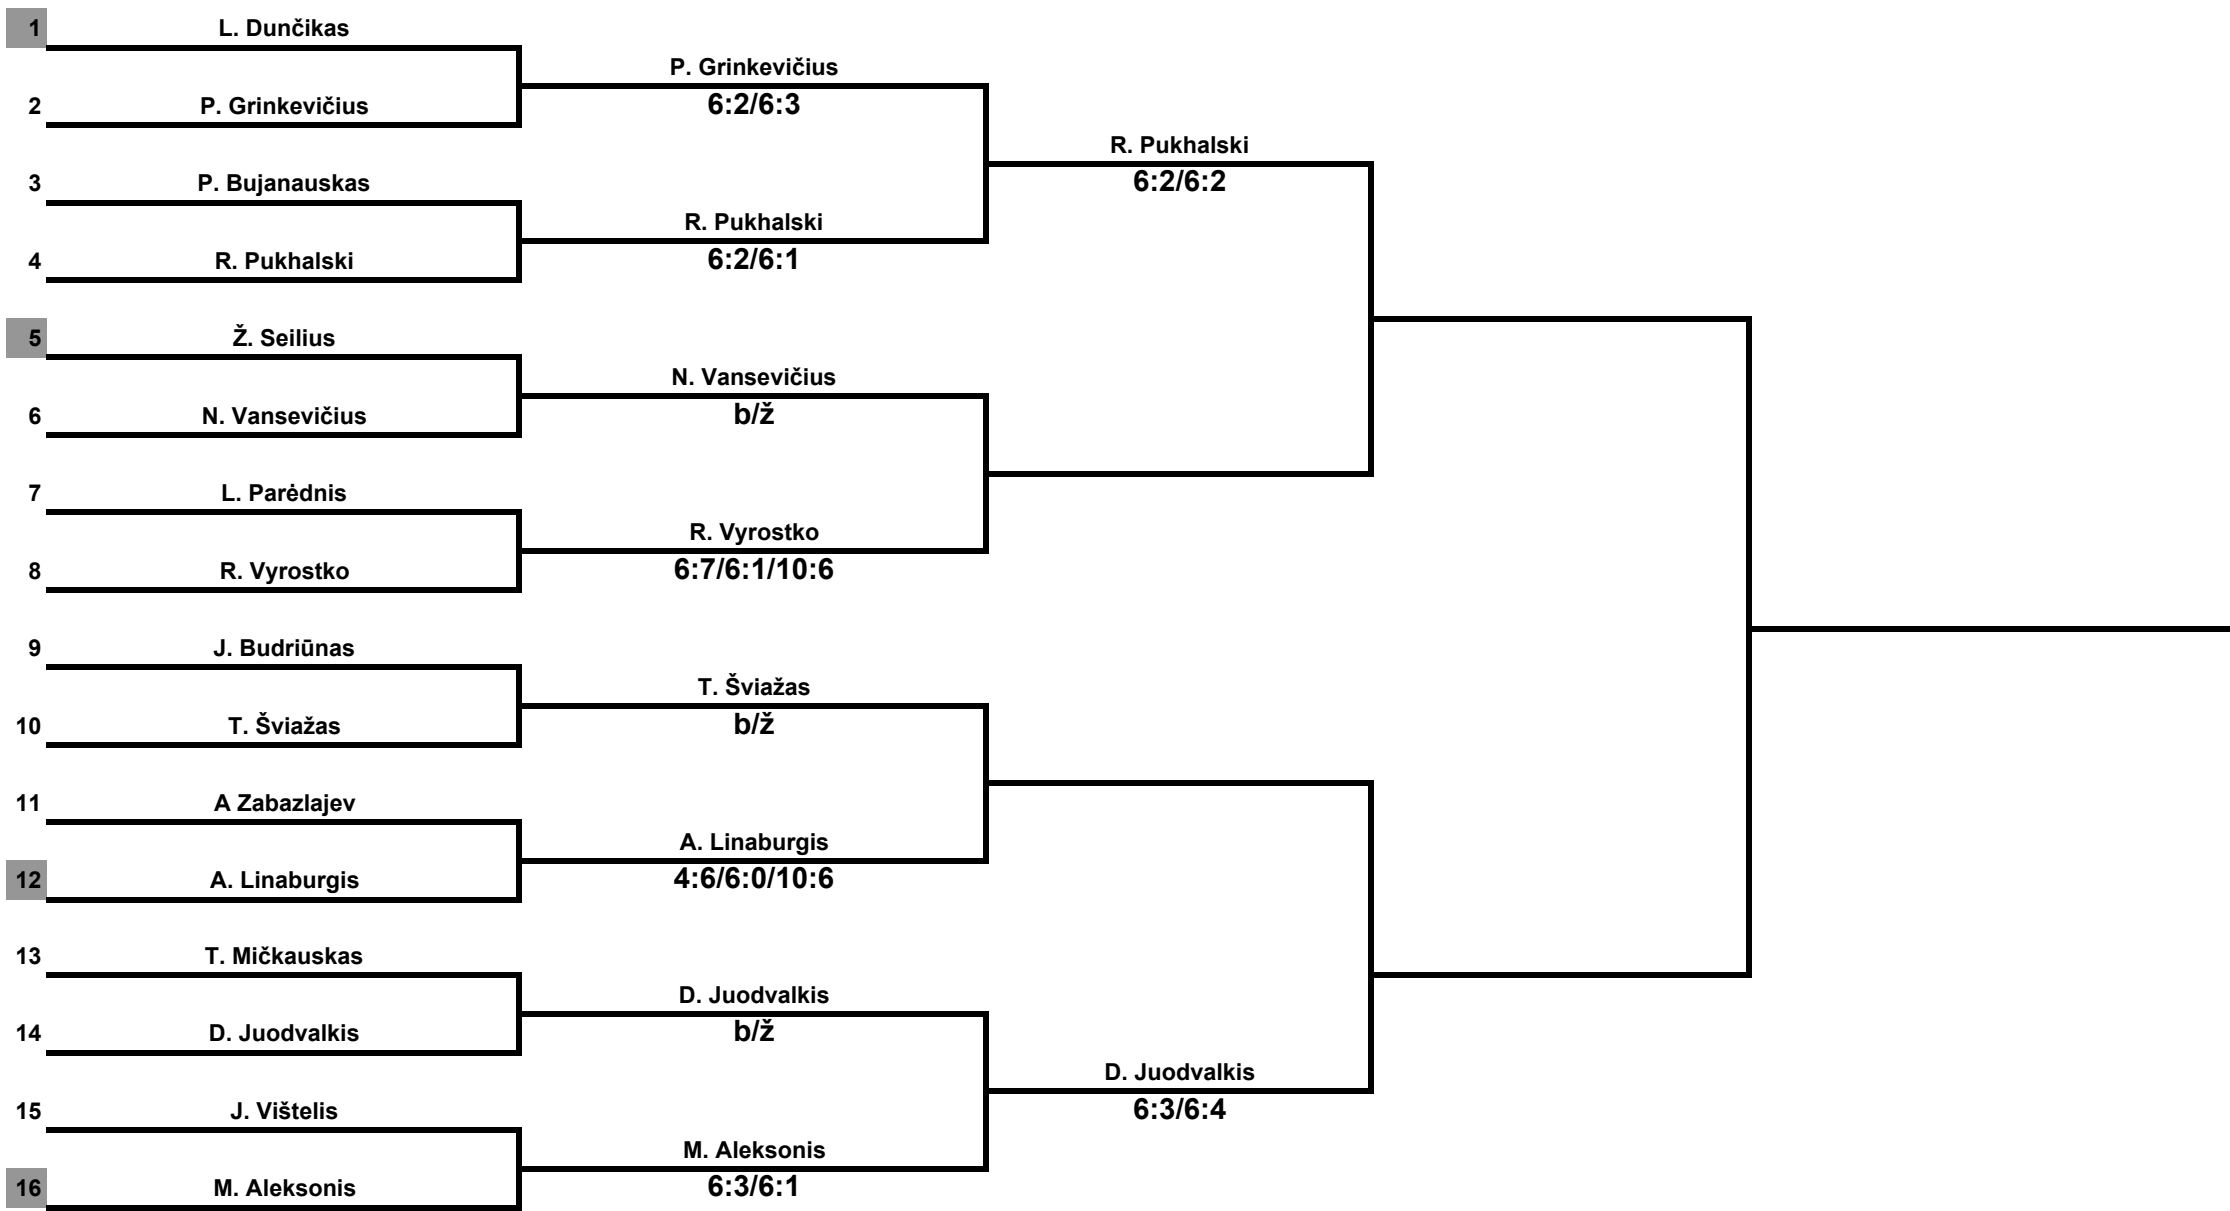 1 L. Dunčikas
P. Grinkevičius
6:2/6:3
2 P. Grinkevičius
R. Pukhalski
6:2/6:2
3 P. Bujanauskas
R. Pukhalski
6:2/6:1
4 R. Pukhalski
5 Ž. Seilius
N. Vansevičius
b/ž
6 N. Vansevičius
7 L. Parėdnis
R. Vyrostko
6:7/6:1/10:6
8 R. Vyrostko
9 J. Budriūnas
T. Šviažas
b/ž
10 T. Šviažas
11 A Zabazlajev
A. Linaburgis
4:6/6:0/10:6
12 A. Linaburgis
13 T. Mičkauskas
D. Juodvalkis
b/ž
14 D. Juodvalkis
D. Juodvalkis
6:3/6:4
15 J. Vištelis
M. Aleksonis
6:3/6:1
16 M. Aleksonis